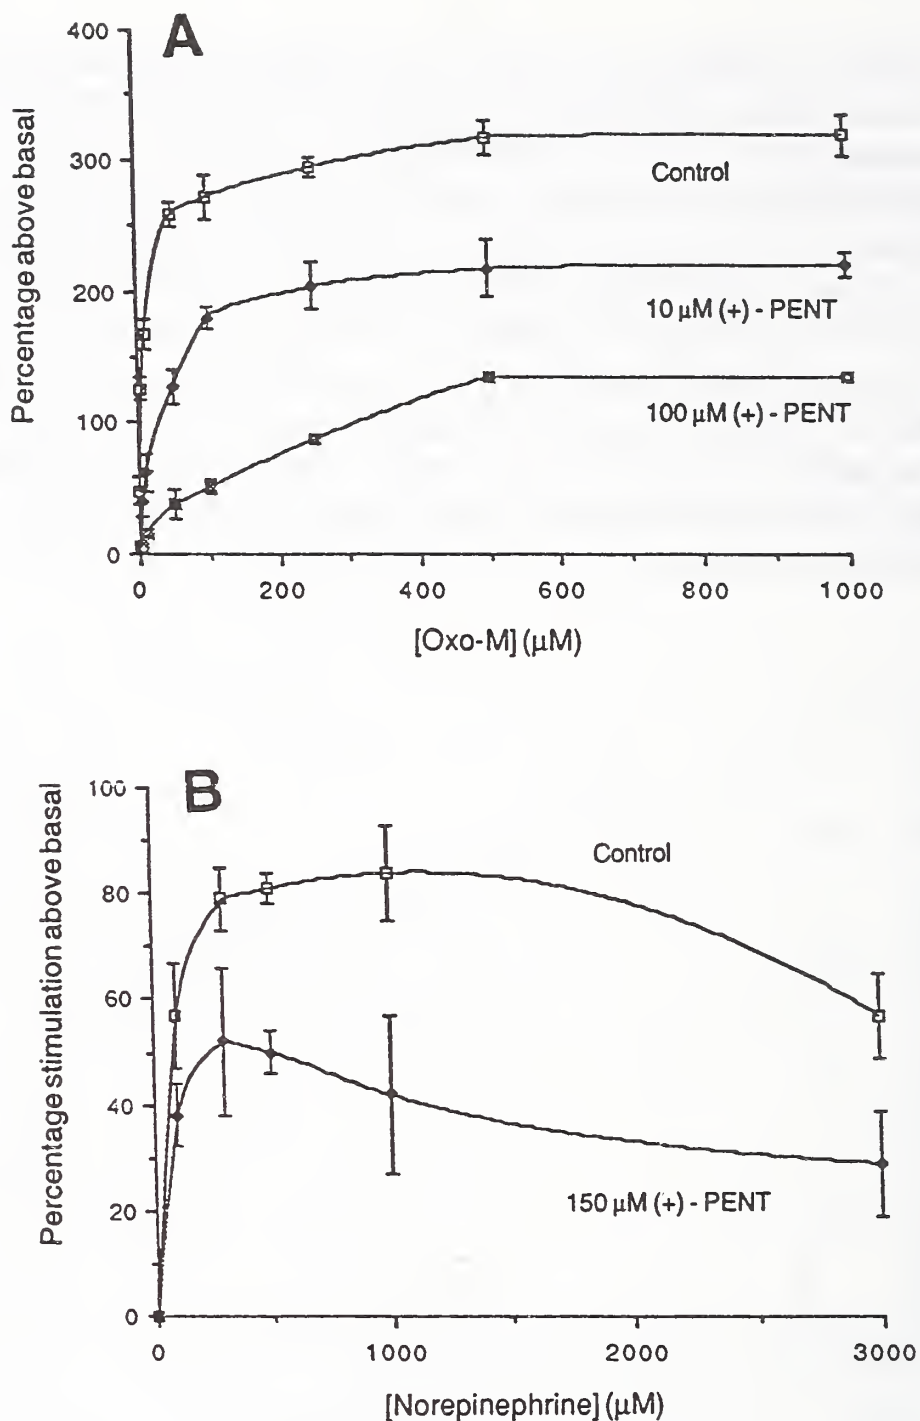 A
400
300
200
100
0
Percentage above basal
Control
10 µM (+) - PENT
100 µM (+) - PENT
0 200 400 600 800 1000
[Oxo-M] (µM)
B
100
80
60
40
20
0
Percentage stimulation above basal
Control
150 µM (+) - PENT
0 1000 2000 3000
[Norepinephrine] (µM)